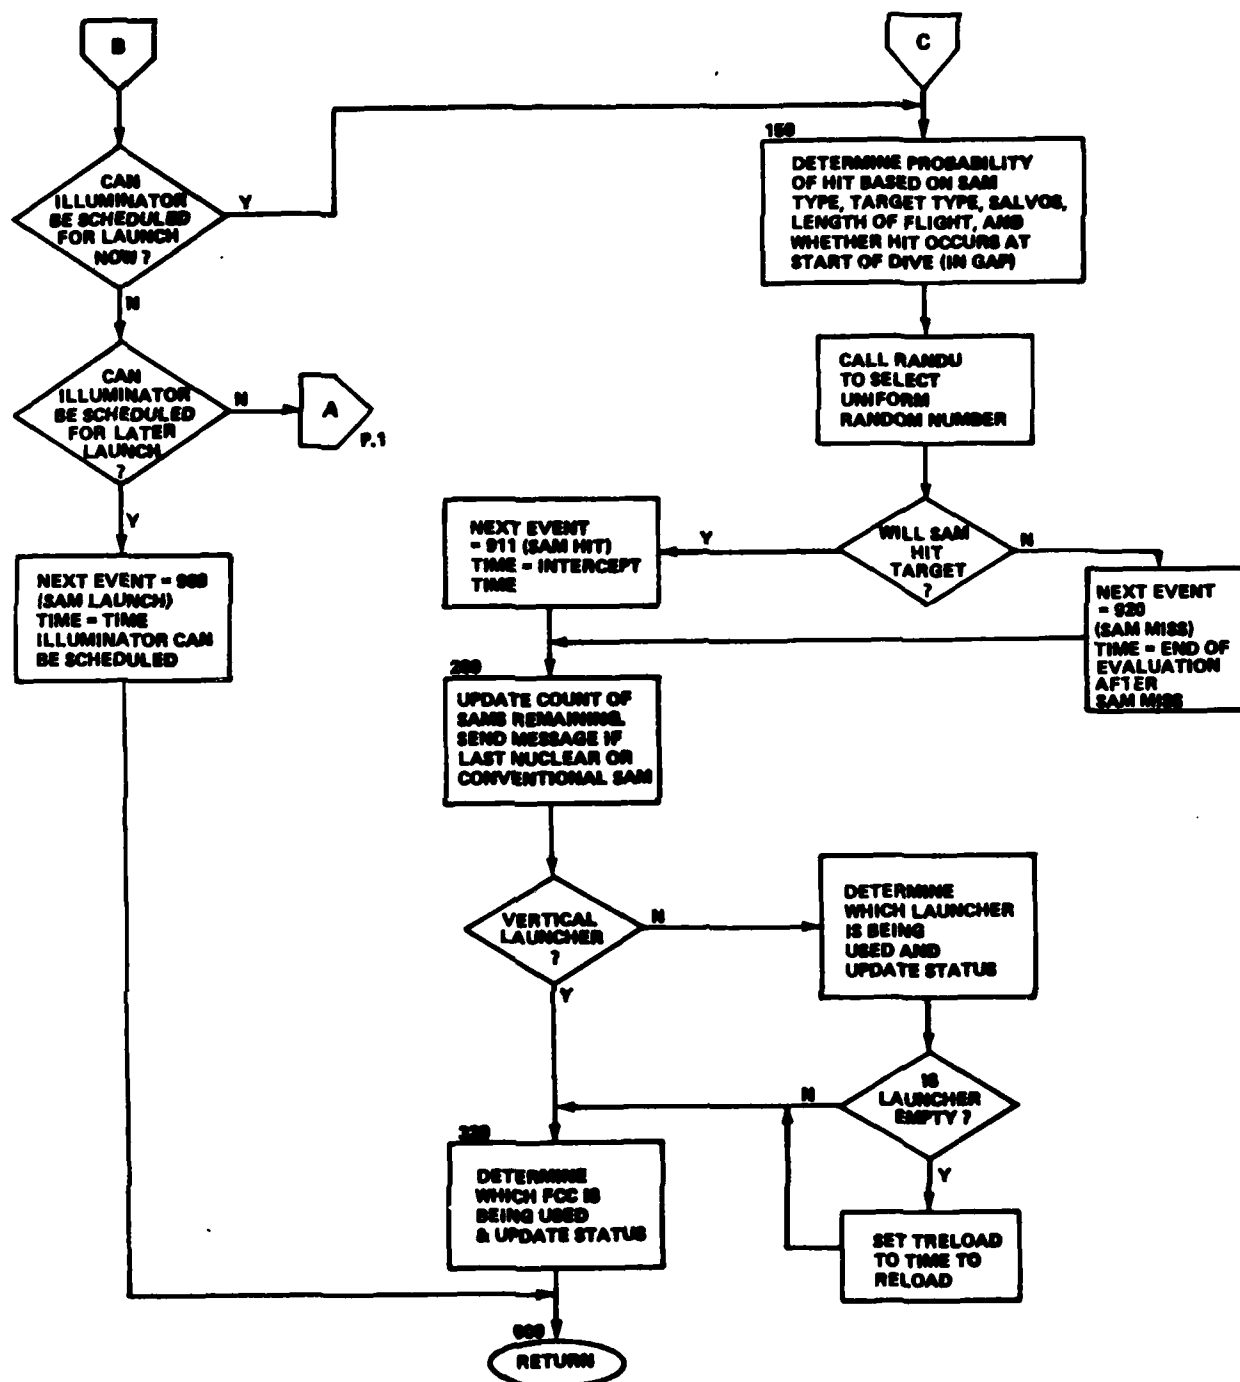 B
CAN
ILLUMINATOR
BE SCHEDULED
FOR LAUNCH
NOW ?
Y
N
CAN
ILLUMINATOR
BE SCHEDULED
FOR LATER
LAUNCH
?
N
A
P.1
Y
NEXT EVENT =
(SAM LAUNCH)
TIME = TIME
ILLUMINATOR CAN
BE SCHEDULED
C
150
DETERMINE PROBABILITY
OF HIT BASED ON SAM
TYPE, TARGET TYPE, SALVOS,
LENGTH OF FLIGHT, AND
WHETHER HIT OCCURS AT
START OF DIVE (IN GAP)
CALL RANDU
TO SELECT
UNIFORM
RANDOM NUMBER
WILL SAM
HIT
TARGET
?
Y
N
NEXT EVENT
= 911 (SAM HIT)
TIME = INTERCEPT
TIME
NEXT EVENT
= 920
(SAM MISS)
TIME = END OF
EVALUATION
AFTER
SAM MISS
UPDATE COUNT OF
SAMS REMAINING.
SEND MESSAGE IF
LAST NUCLEAR OR
CONVENTIONAL SAM
VERTICAL
LAUNCHER
?
N
Y
DETERMINE
WHICH LAUNCHER
IS BEING
USED AND
UPDATE STATUS
IS
LAUNCHER
EMPTY ?
N
Y
SET TRELOAD
TO TIME TO
RELOAD
DETERMINE
WHICH FCC IS
BEING USED
& UPDATE STATUS
RETURN